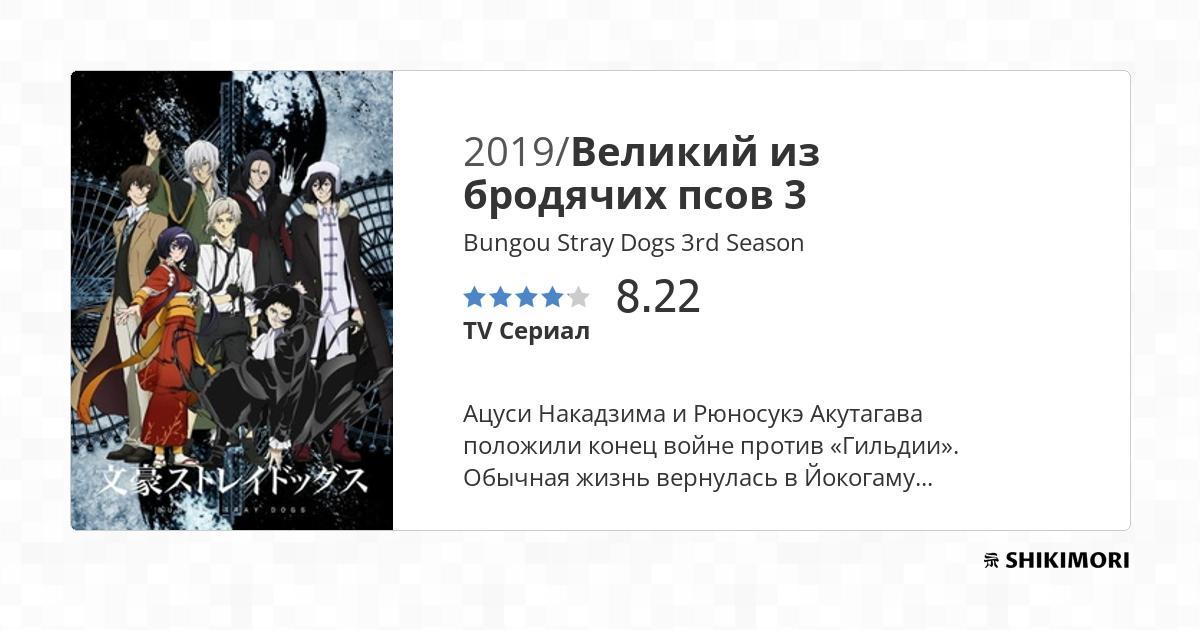 2019/Великий из
бродячих псов 3
Bungou Stray Dogs 3rd Season
8.22
TV Сериал
Ацуси Накадзима и Рюносукэ Акутагава
положили конец войне против «Гильдии».
Обычная жизнь вернулась в Йокогаму...
文豪ストレイドッグス
DOGS
SHIKIMORI